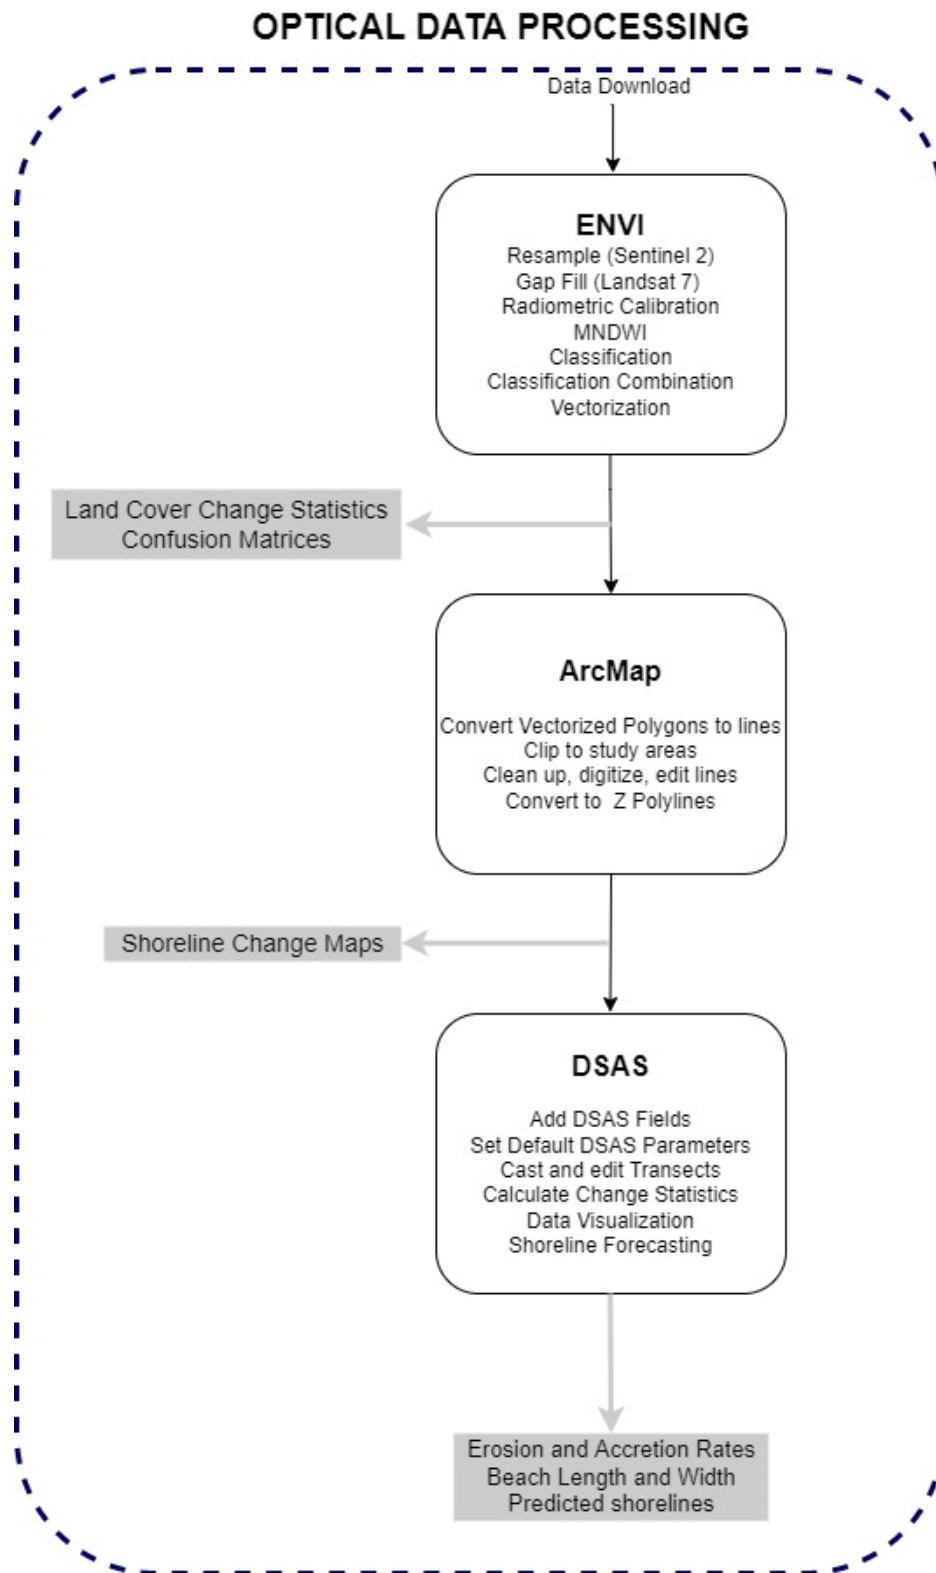 OPTICAL DATA PROCESSING
Data Download
ENVI
Resample (Sentinel 2)
Gap Fill (Landsat 7)
Radiometric Calibration
MNDWI
Classification
Classification Combination
Vectorization
Land Cover Change Statistics
Confusion Matrices
ArcMap
Convert Vectorized Polygons to lines
Clip to study areas
Clean up, digitize, edit lines
Convert to Z Polylines
Shoreline Change Maps
DSAS
Add DSAS Fields
Set Default DSAS Parameters
Cast and edit Transects
Calculate Change Statistics
Data Visualization
Shoreline Forecasting
Erosion and Accretion Rates
Beach Length and Width
Predicted shorelines